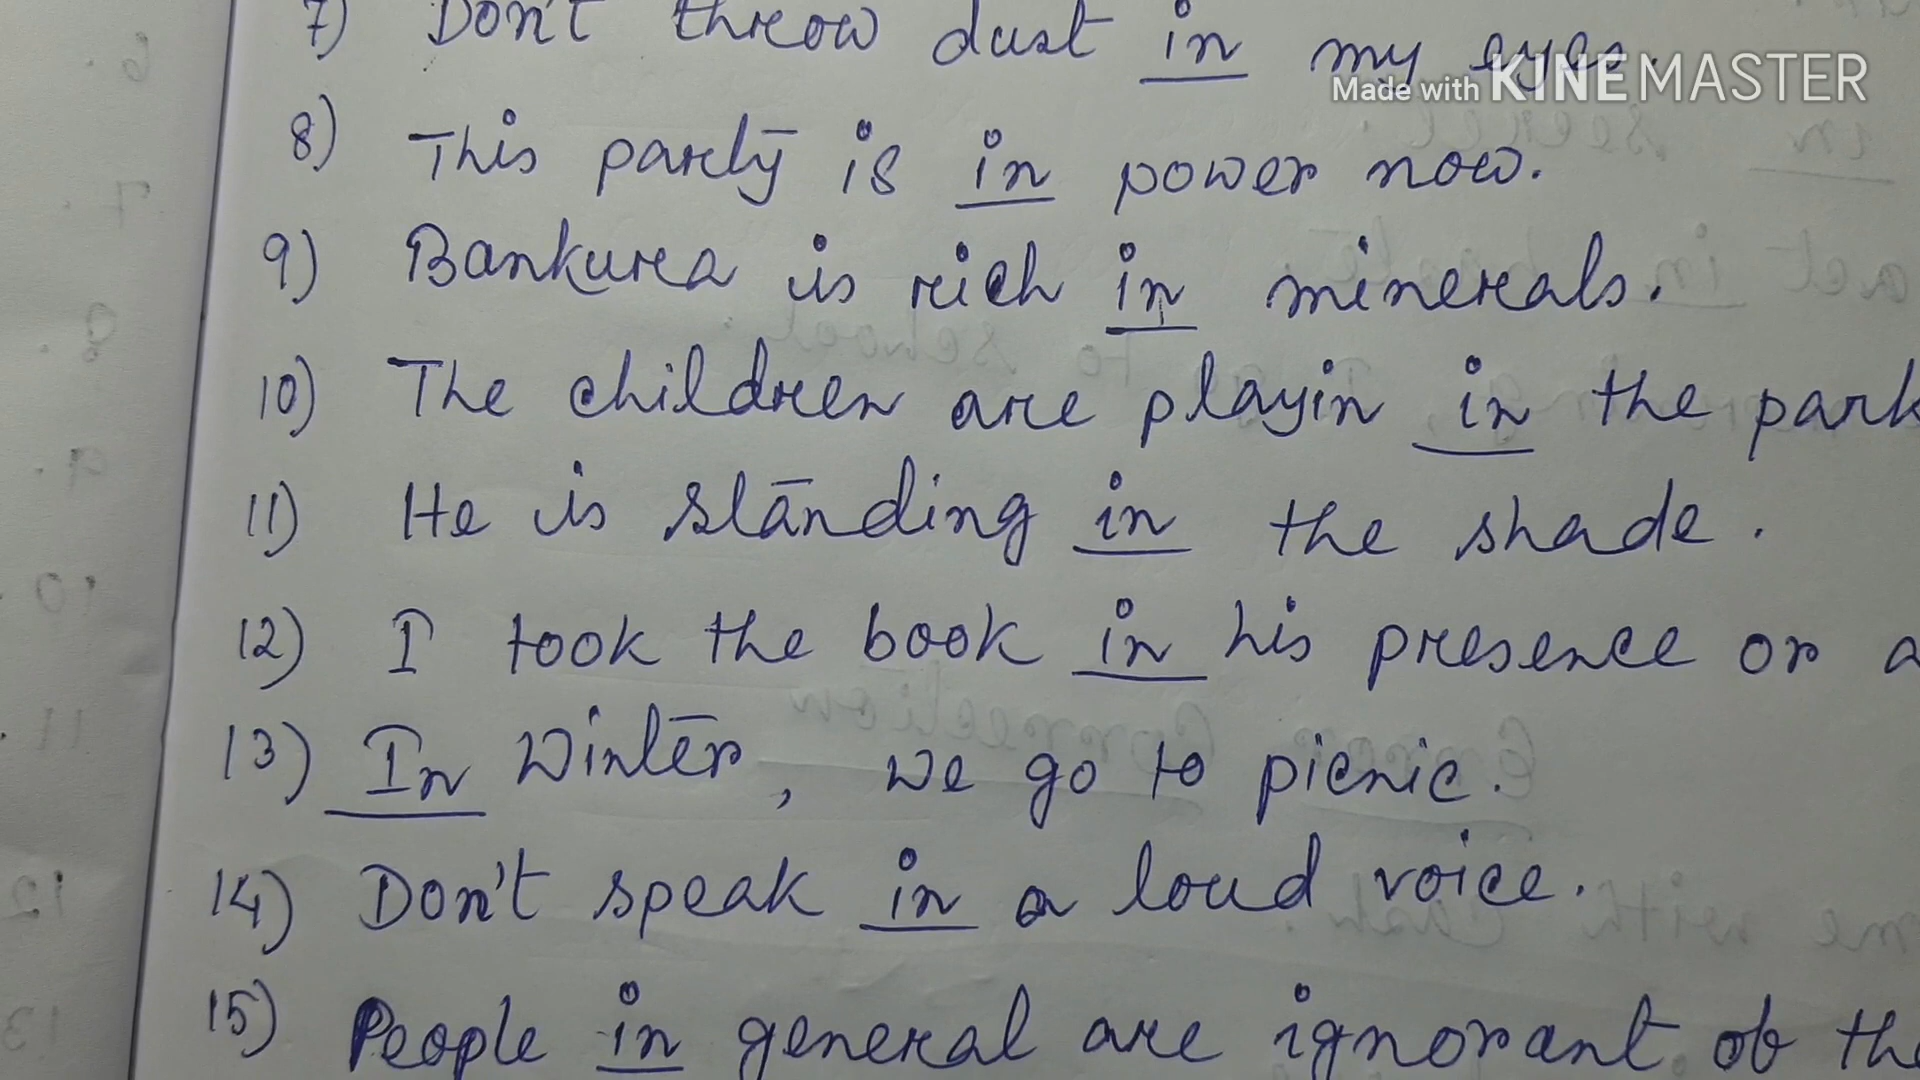 7) Don't throw dust in my eyes.
Made with KINEMASTER
8) This party is in power now.
9) Bankura is rich in minerals.
10) The children are playin in the park
11) He is standing in the shade.
12) I took the book in his presence or a
13) In Winter, we go to picnic.
14) Don't speak in a loud voice.
15) People in general are ignorant of the